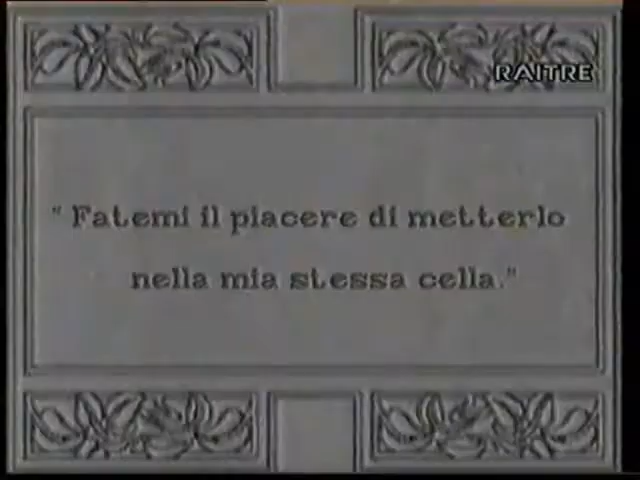 RAITRE
" Fatemi il piacere di metterlo
nella mia stessa cella."